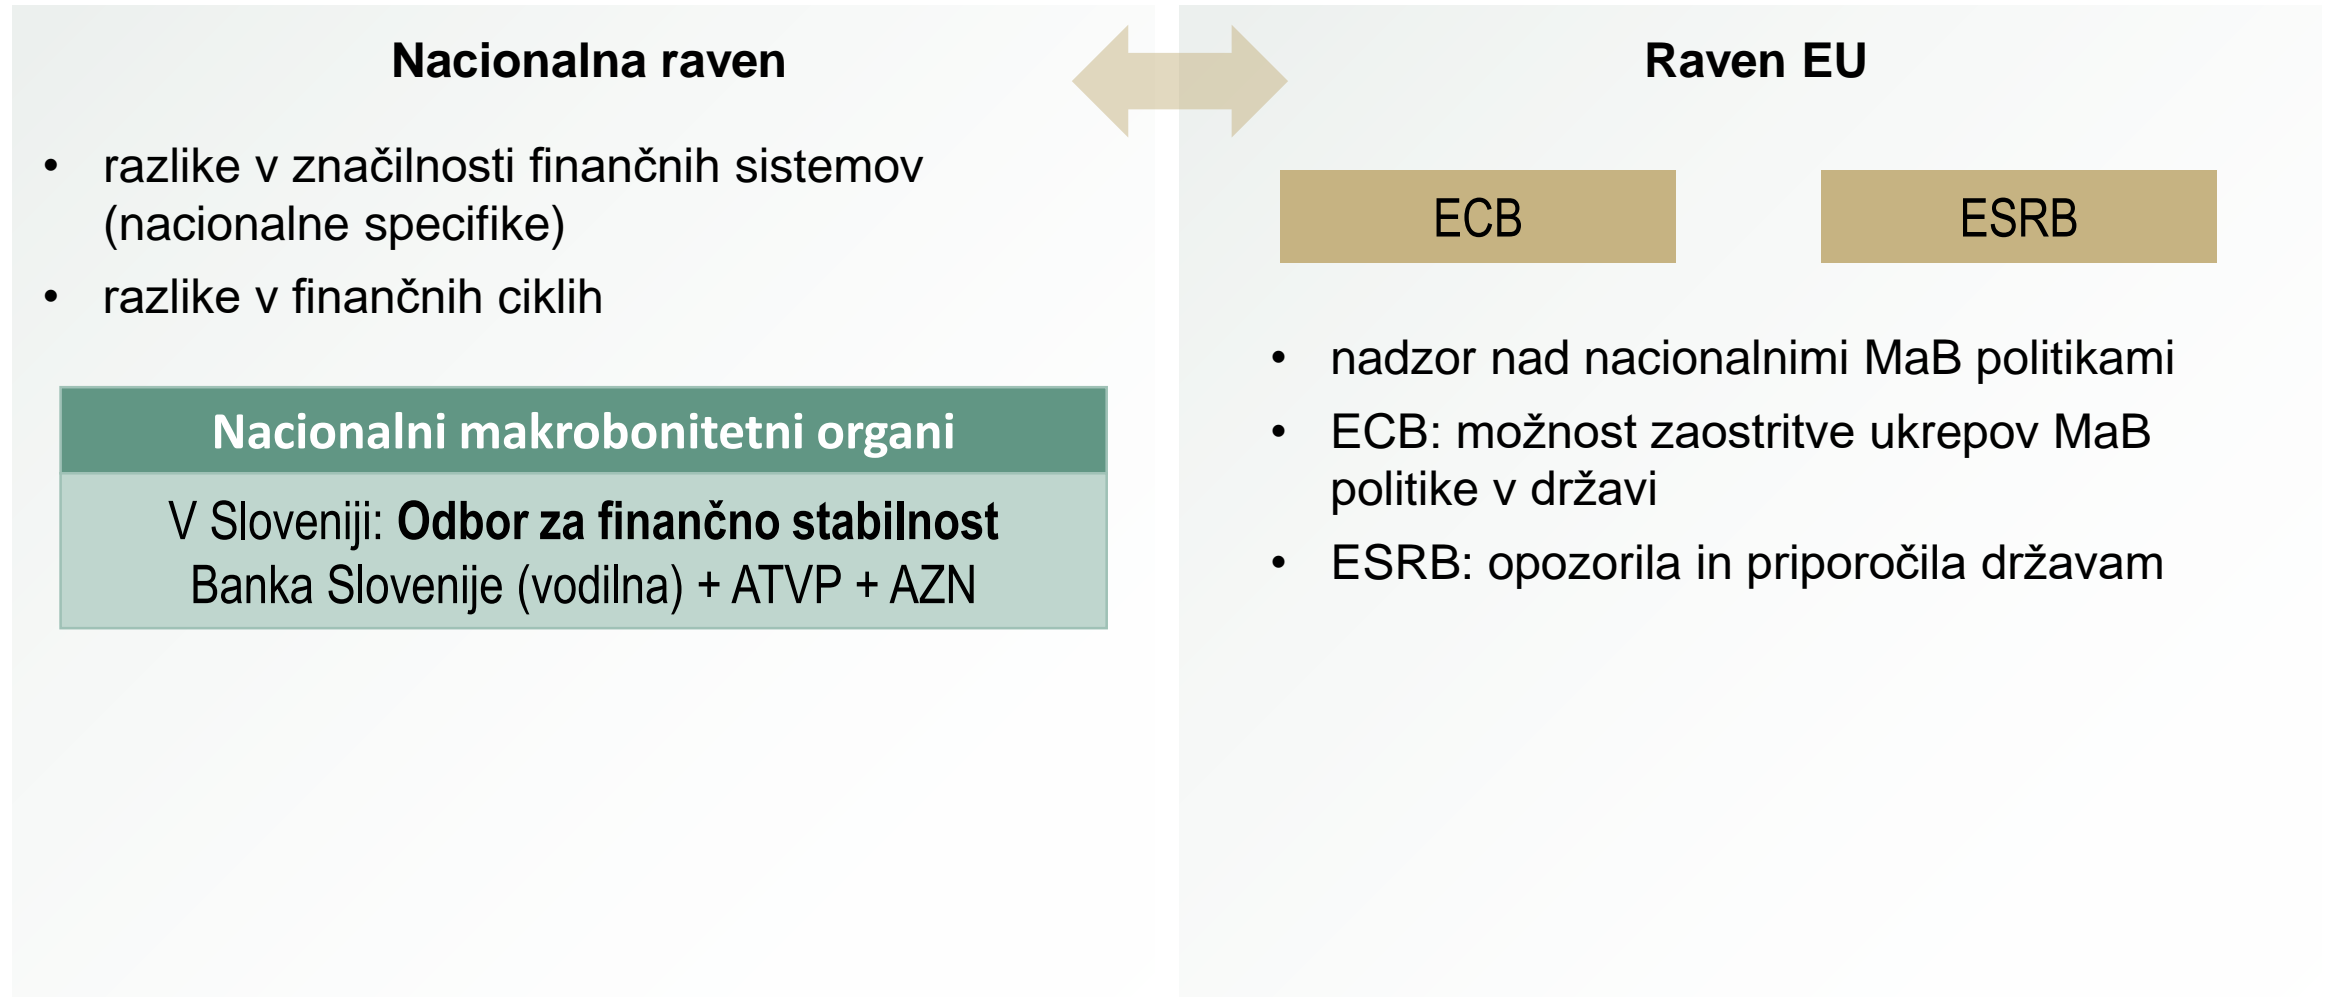 Nacionalna raven
• razlike v značilnosti finančnih sistemov
(nacionalne specifike)
• razlike v finančnih ciklih
Nacionalni makrobonitetni organi
V Sloveniji: Odbor za finančno stabilnost
Banka Slovenije (vodilna) + ATVP + AZN
Raven EU
ECB
ESRB
• nadzor nad nacionalnimi MaB politikami
• ECB: možnost zaostritve ukrepov MaB
politike v državi
• ESRB: opozorila in priporočila državam